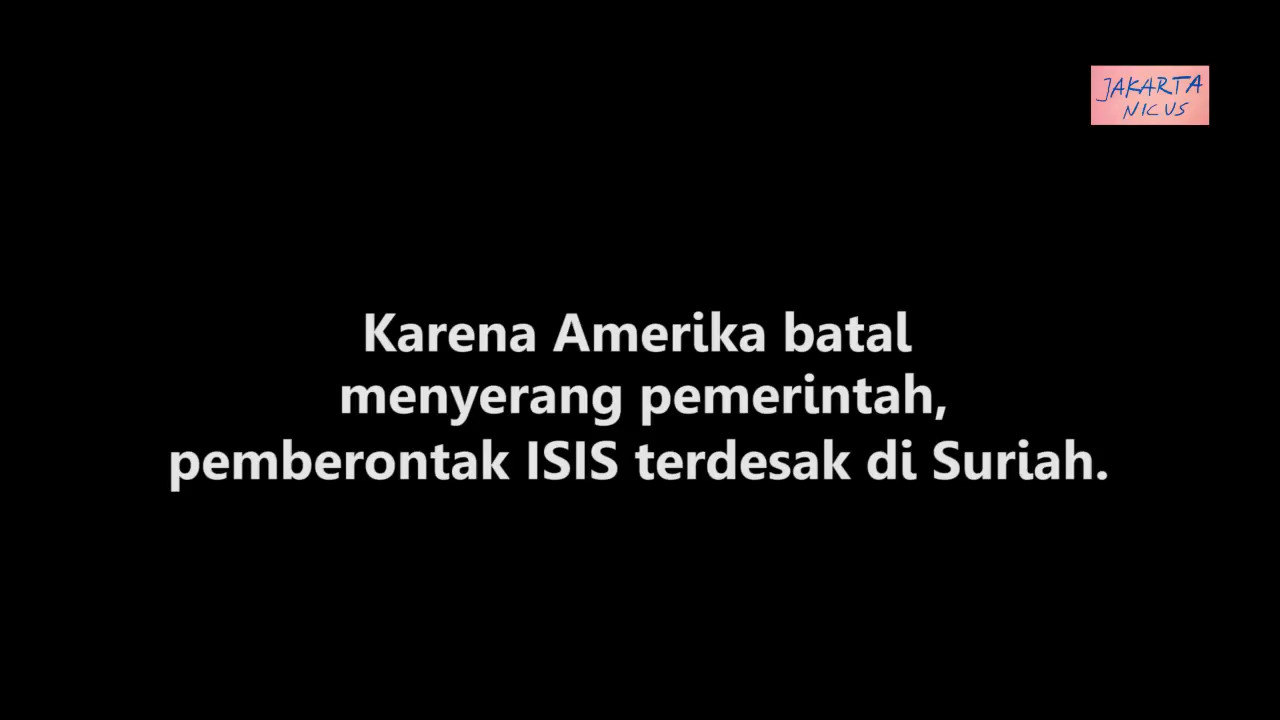 JAKARTA
NICUS
Karena Amerika batal
menyerang pemerintah,
pemberontak ISIS terdesak di Suriah.